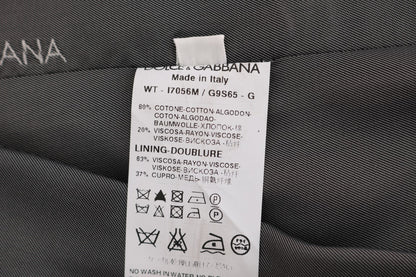 BANA
DOLCE & GABBANA
Made in Italy
WT - I7056M / G9S65 - G
80% COTONE-COTTON-ALGODON-
COTON-ALGODAO-
BAUMWOLLE-ХЛОПОК-棉
20% VISCOSA-RAYON-VISCOSE-
VISKOSE-ВИСКОЗА-粘纤
LINING-DOUBLURE
63% VISCOSA-RAYON-VISCOSE-
VISKOSE-ВИСКОЗА-粘纤
37% CUPRO-МЕДЬ-铜氨纤维
P
P
NO WASH IN WATER, NO